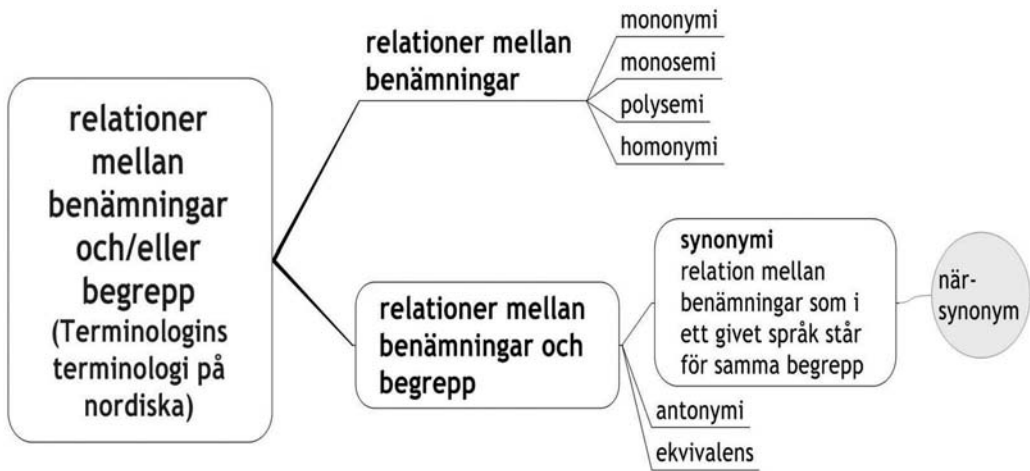 relationer
mellan
benämningar
och/eller
begrepp
(Terminologins
terminologi på
nordiska)
relationer mellan
benämningar
mononymi
monosemi
polysemi
homonymi
relationer mellan
benämningar och
begrepp
synonymi
relation mellan
benämningar som i
ett givet språk står
för samma begrepp
när-
synonym
antonymi
ekvivalens